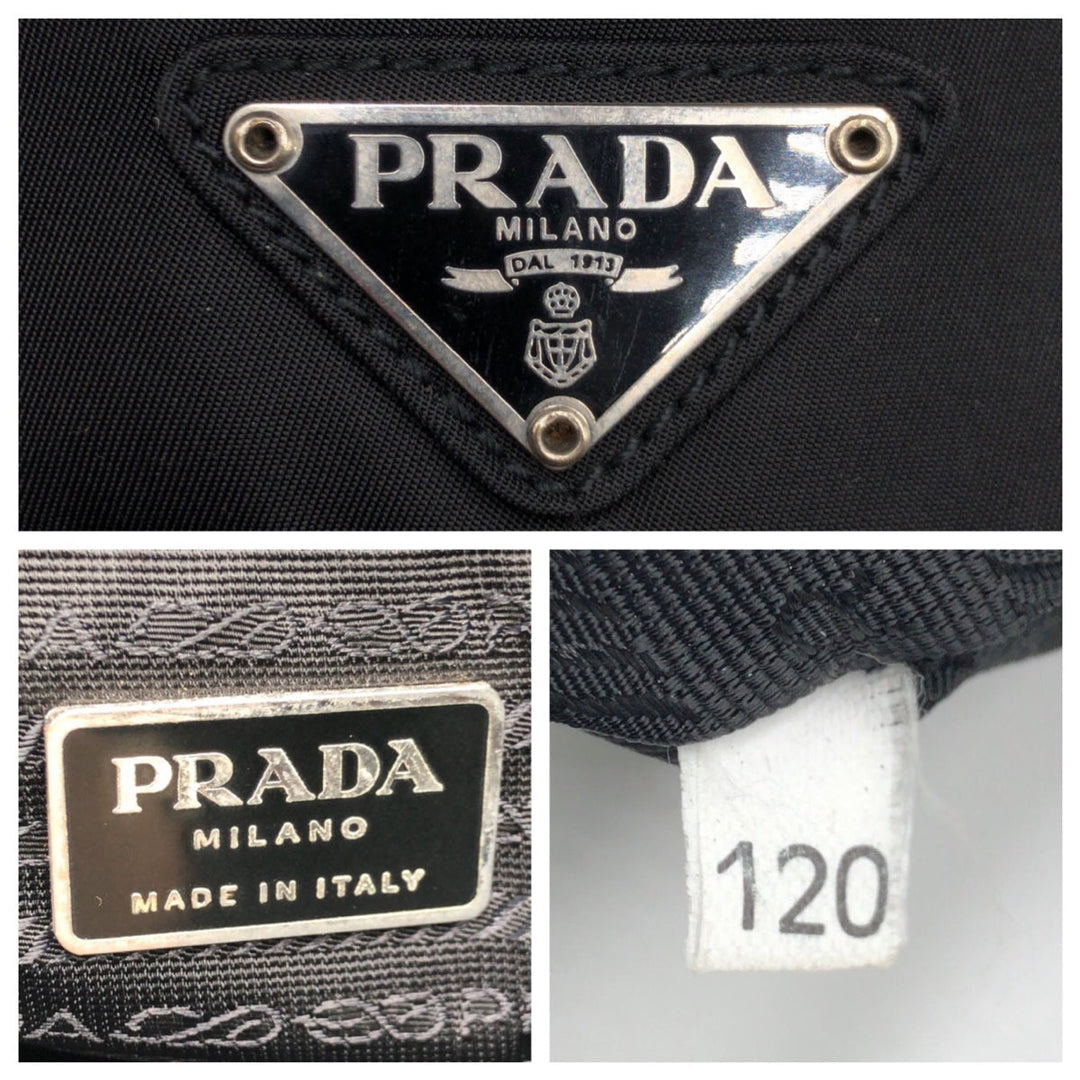 PRADA
MILANO
DAL 1913
PRADA
MILANO
MADE IN ITALY
120